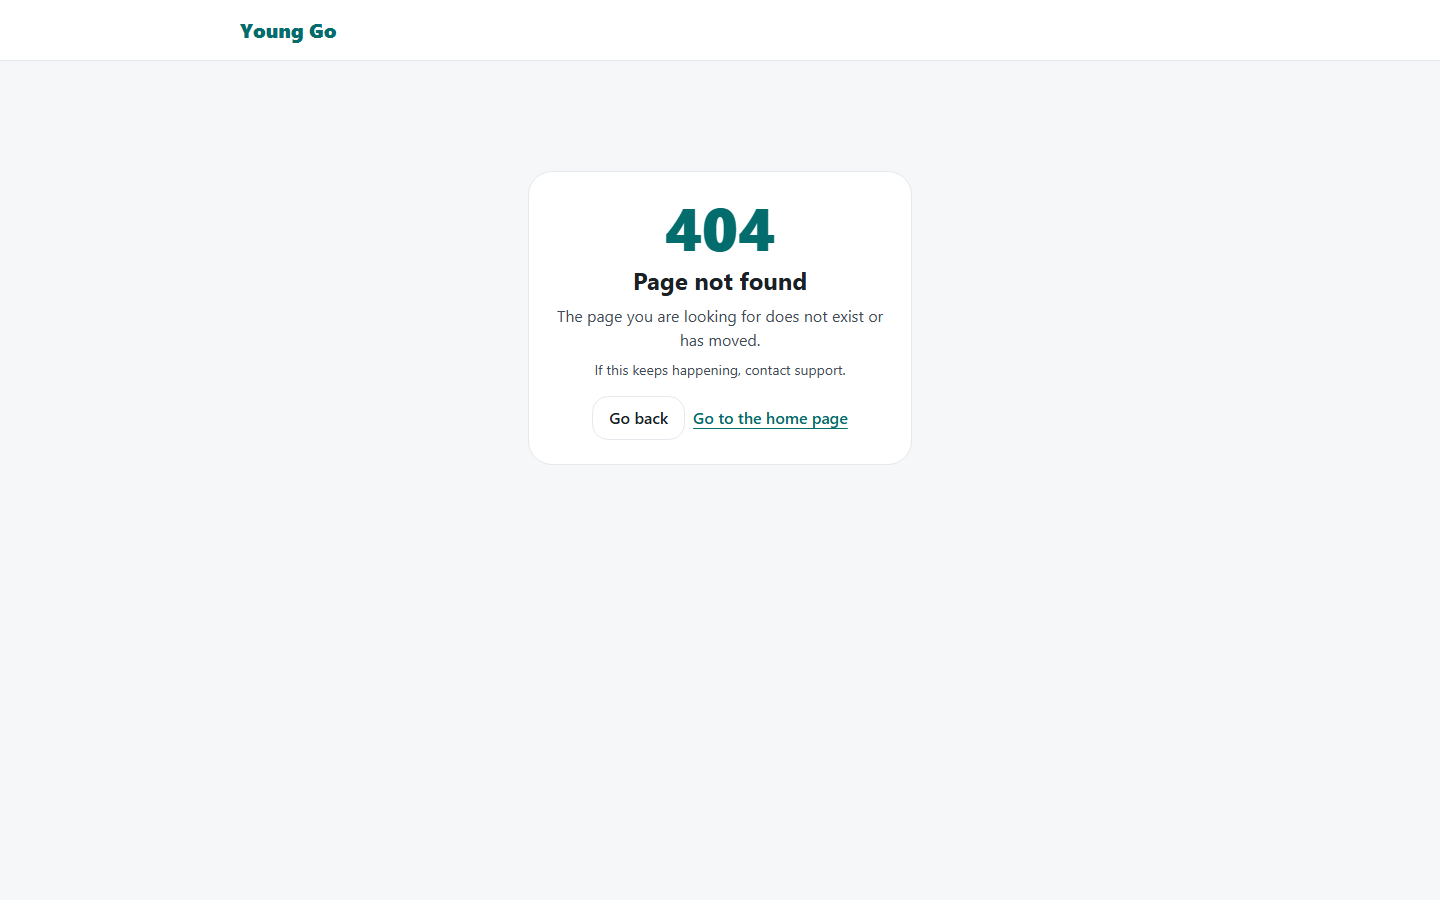 Young Go
404
Page not found
The page you are looking for does not exist or
has moved.
If this keeps happening, contact support.
Go back
Go to the home page